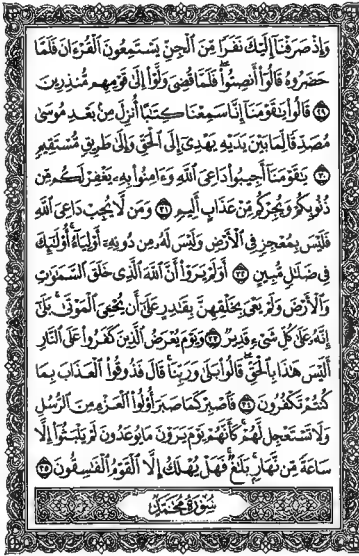 وَإِذْ صَرَفْنَآ إِلَيْكَ نَفَرًا مِّنَ ٱلْجِنِّ يَسْتَمِعُونَ ٱلْقُرْءَانَ فَلَمَّا
حَضَرُوهُ قَالُوٓا۟ أَنصِتُوا۟ فَلَمَّا قُضِىَ وَلَّوْا۟ إِلَىٰ قَوْمِهِم مُّنذِرِينَ
٢٩ قَالُوا۟ يَٰقَوْمَنَآ إِنَّا سَمِعْنَا كِتَٰبًا أُنزِلَ مِنۢ بَعْدِ مُوسَىٰ
مُصَدِّقًا لِّمَا بَيْنَ يَدَيْهِ يَهْدِىٓ إِلَى ٱلْحَقِّ وَإِلَىٰ طَرِيقٍ مُّسْتَقِيمٍ
٣٠ يَٰقَوْمَنَآ أَجِيبُوا۟ دَاعِىَ ٱللَّهِ وَءَامِنُوا۟ بِهِۦ يَغْفِرْ لَكُم مِّن
ذُنُوبِكُمْ وَيُجِرْكُم مِّنْ عَذَابٍ أَلِيمٍ ٣١ وَمَن لَّا يُجِبْ دَاعِىَ ٱللَّهِ
فَلَيْسَ بِمُعْجِزٍ فِى ٱلْأَرْضِ وَلَيْسَ لَهُۥ مِن دُونِهِۦٓ أَوْلِيَآءُ أُو۟لَٰٓئِكَ
فِى ضَلَٰلٍ مُّبِينٍ ٣٢ أَوَلَمْ يَرَوْا۟ أَنَّ ٱللَّهَ ٱلَّذِى خَلَقَ ٱلسَّمَٰوَٰتِ
وَٱلْأَرْضَ وَلَمْ يَعْىَ بِخَلْقِهِنَّ بِقَٰدِرٍ عَلَىٰٓ أَن يُحْۦِىَ ٱلْمَوْتَىٰ بَلَىٰٓ
إِنَّهُۥ عَلَىٰ كُلِّ شَىْءٍ قَدِيرٌ ٣٣ وَيَوْمَ يُعْرَضُ ٱلَّذِينَ كَفَرُوا۟ عَلَى ٱلنَّارِ
أَلَيْسَ هَٰذَا بِٱلْحَقِّ قَالُوا۟ بَلَىٰ وَرَبِّنَا قَالَ فَذُوقُوا۟ ٱلْعَذَابَ بِمَا
كُنتُمْ تَكْفُرُونَ ٣٤ فَٱصْبِرْ كَمَا صَبَرَ أُو۟لُوا۟ ٱلْعَزْمِ مِنَ ٱلرُّسُلِ
وَلَا تَسْتَعْجِل لَّهُمْ كَأَنَّهُمْ يَوْمَ يَرَوْنَ مَا يُوعَدُونَ لَمْ يَلْبَثُوٓا۟ إِلَّا
سَاعَةً مِّن نَّهَارٍۭ بَلَٰغٌ فَهَلْ يُهْلَكُ إِلَّا ٱلْقَوْمُ ٱلْفَٰسِقُونَ ٣٥
سُورَةُ مُحَمَّدٍ